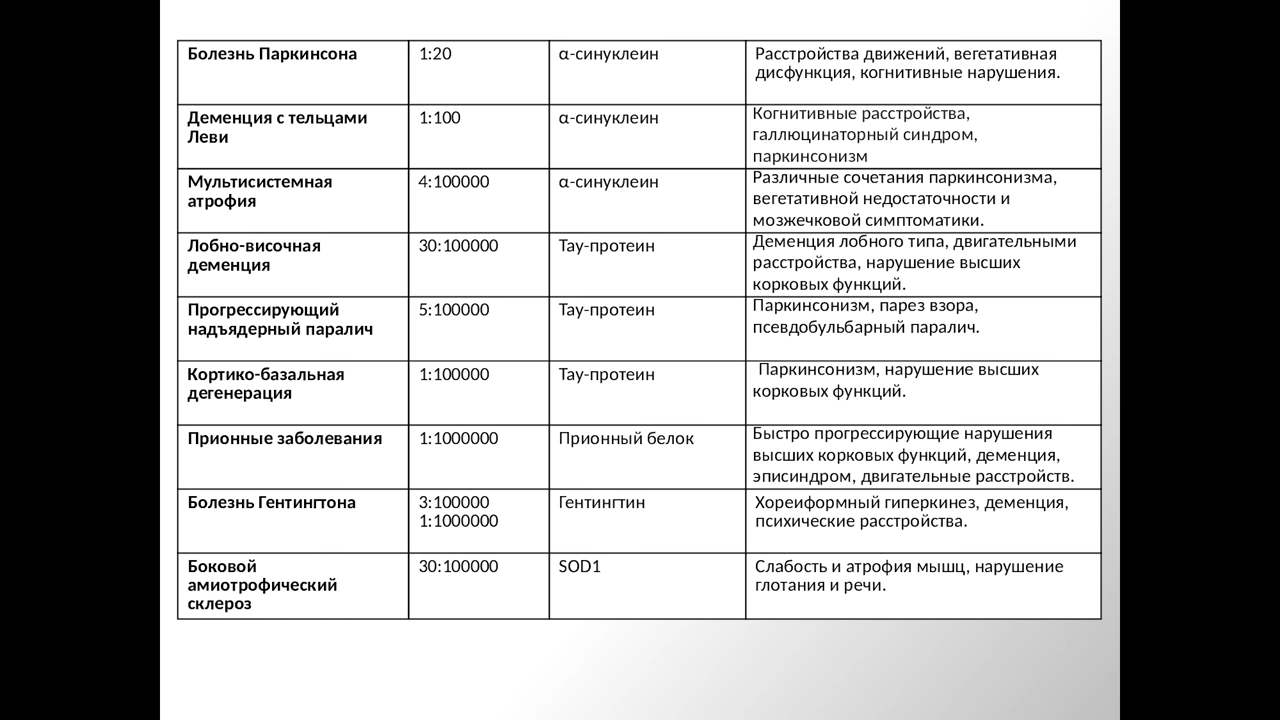 Болезнь Паркинсона
1:20
α-синуклеин
Расстройства движений, вегетативная
дисфункция, когнитивные нарушения.
Деменция с тельцами
Леви
1:100
α-синуклеин
Когнитивные расстройства,
галлюцинаторный синдром,
паркинсонизм
Мультисистемная
атрофия
4:100000
α-синуклеин
Различные сочетания паркинсонизма,
вегетативной недостаточности и
мозжечковой симптоматики.
Лобно-височная
деменция
30:100000
Тау-протеин
Деменция лобного типа, двигательными
расстройства, нарушение высших
корковых функций.
Прогрессирующий
надъядерный паралич
5:100000
Тау-протеин
Паркинсонизм, парез взора,
псевдобульбарный паралич.
Кортико-базальная
дегенерация
1:100000
Тау-протеин
Паркинсонизм, нарушение высших
корковых функций.
Прионные заболевания
1:1000000
Прионный белок
Быстро прогрессирующие нарушения
высших корковых функций, деменция,
эписиндром, двигательные расстройств.
Болезнь Гентингтона
3:100000
1:1000000
Гентингтин
Хореиформный гиперкинез, деменция,
психические расстройства.
Боковой
амиотрофический
склероз
30:100000
SOD1
Слабость и атрофия мышц, нарушение
глотания и речи.